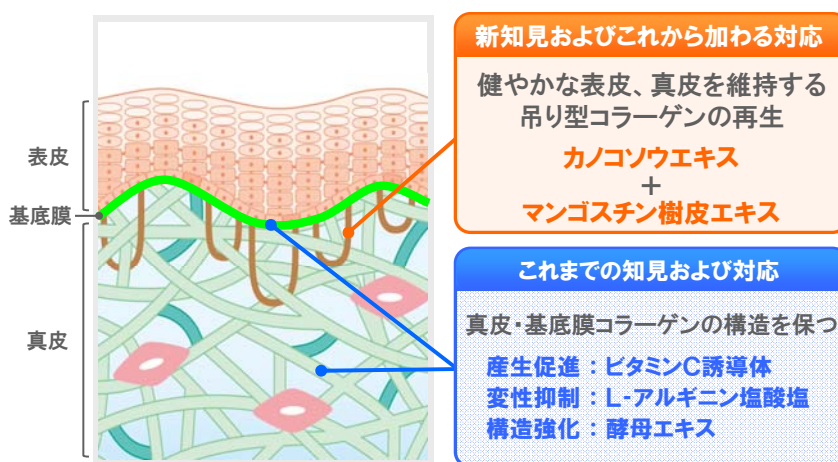 表皮
基底膜
真皮
新知見およびこれから加わる対応
健やかな表皮、真皮を維持する
吊り型コラーゲンの再生
カノコソウエキス
+
マンゴスチン樹皮エキス
これまでの知見および対応
真皮・基底膜コラーゲンの構造を保つ
産生促進：ビタミンC誘導体
変性抑制：L-アルギニン塩酸塩
構造強化：酵母エキス